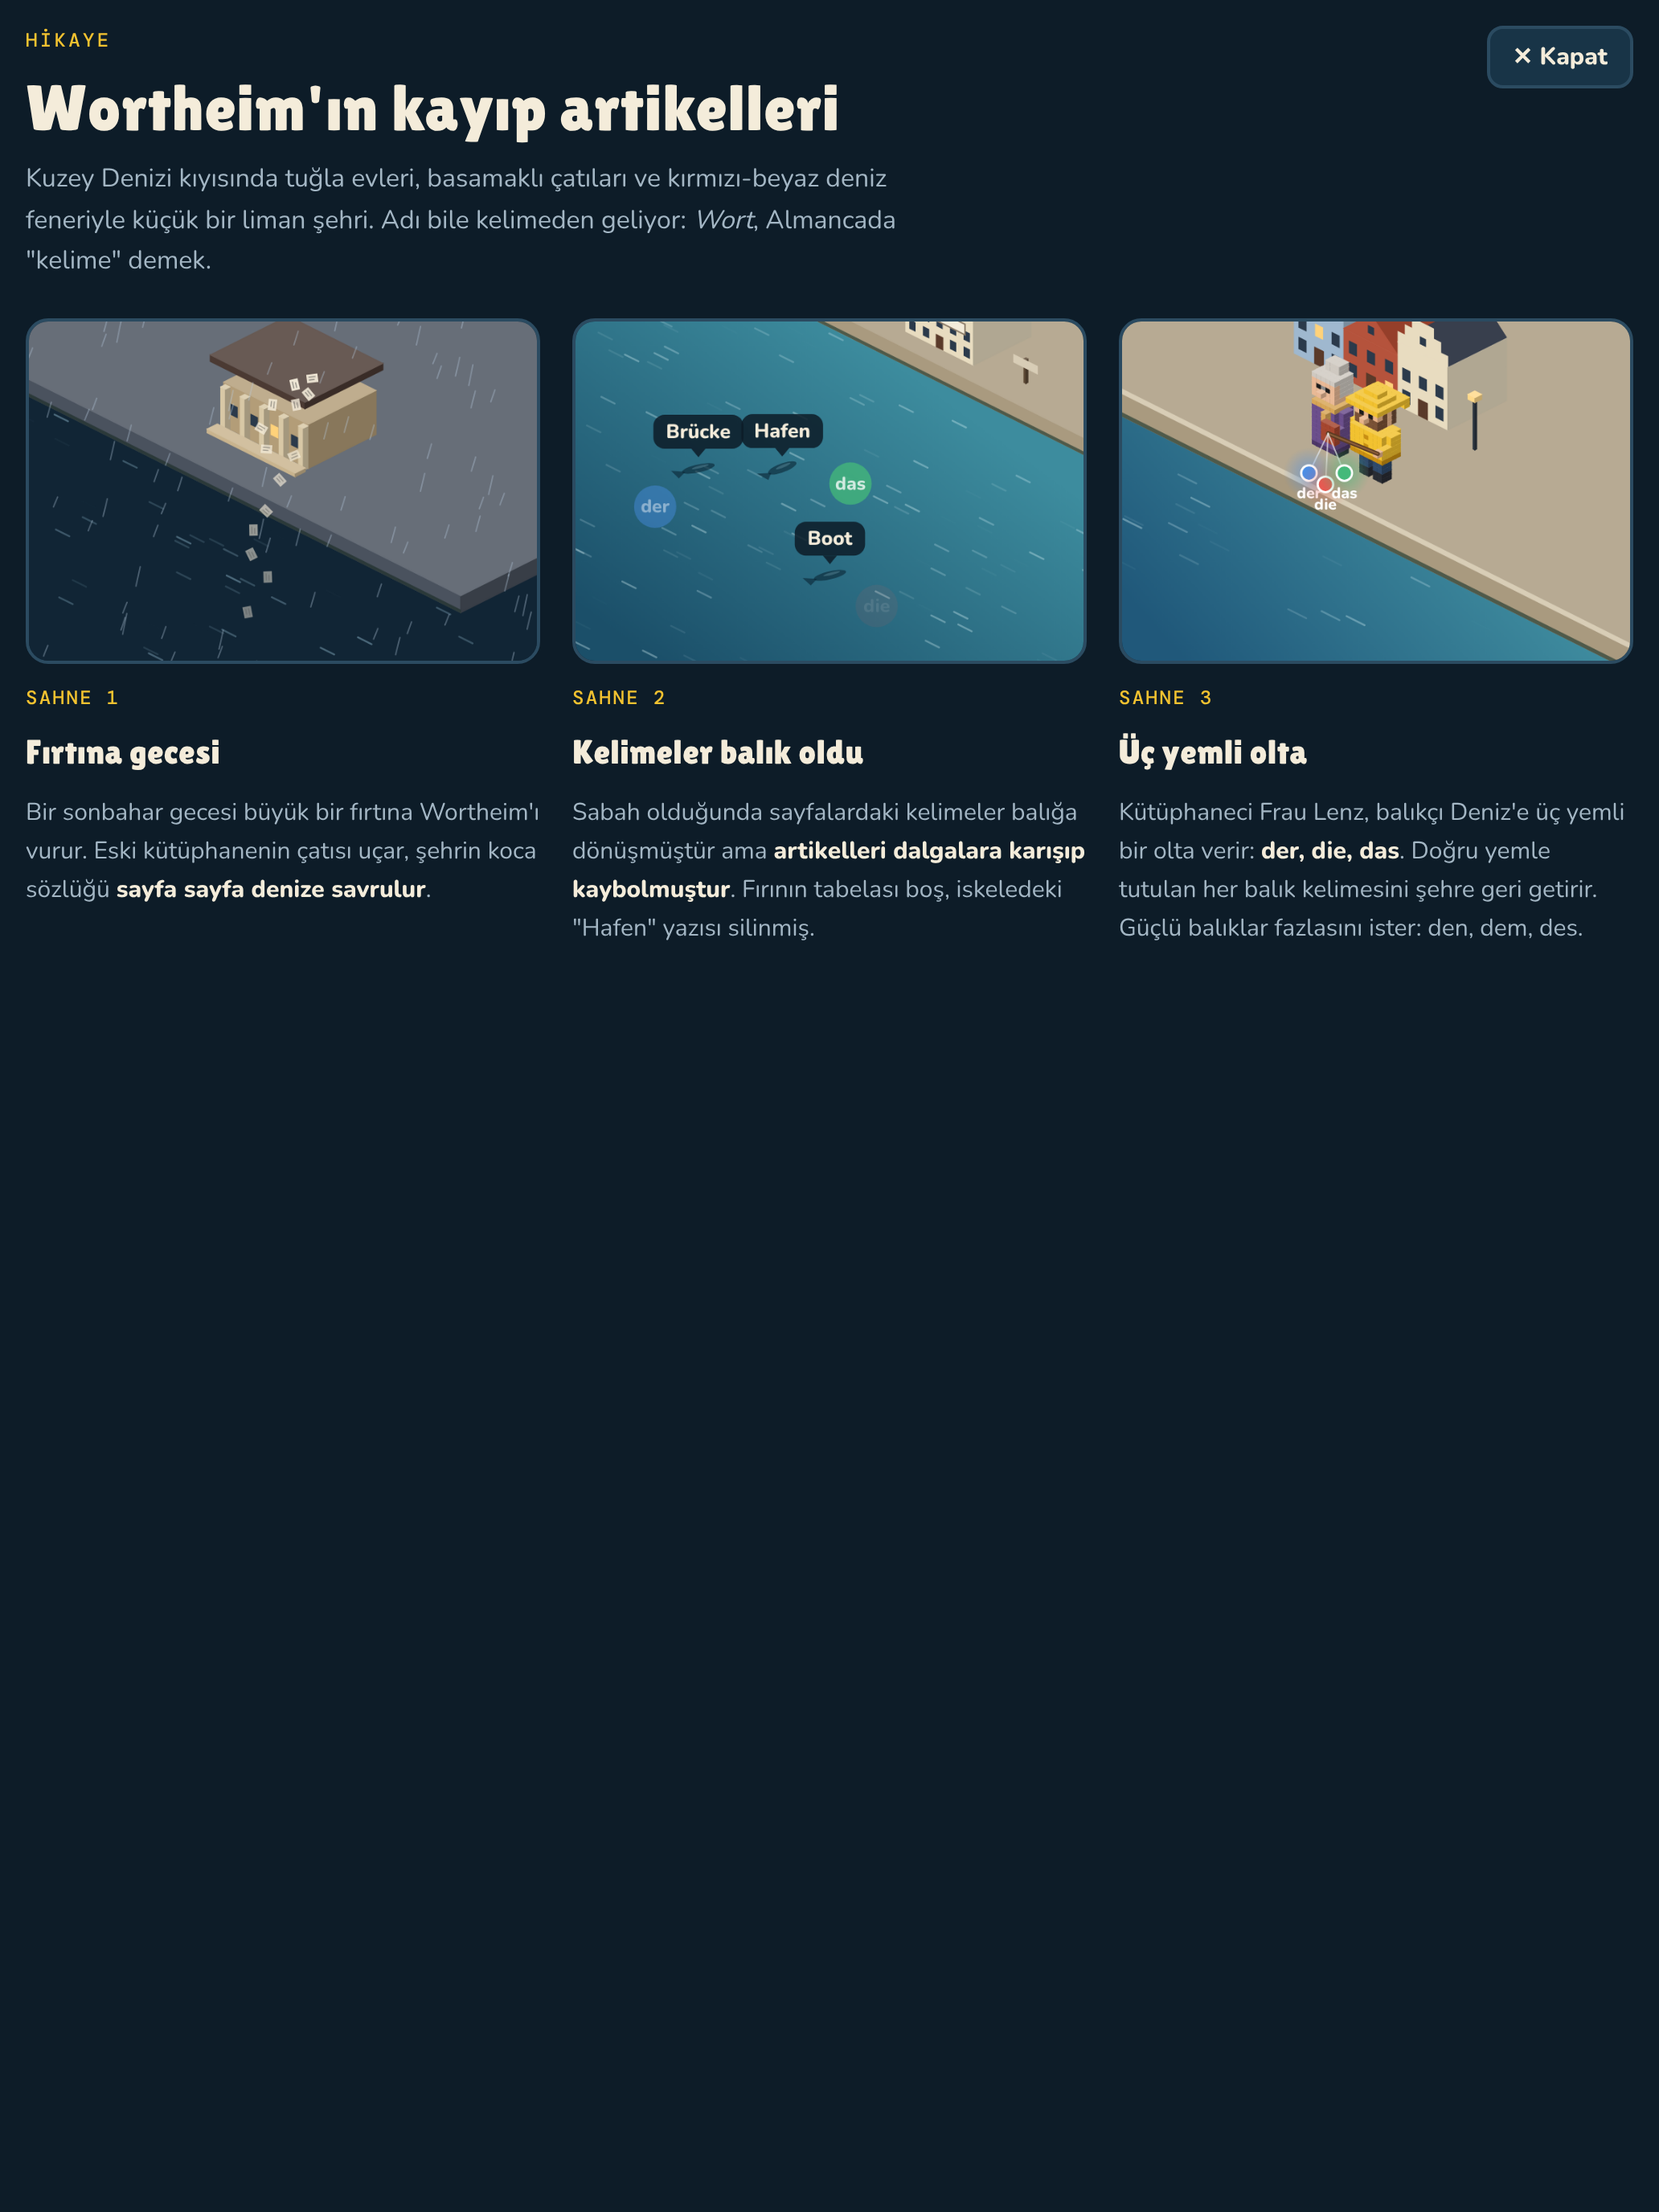 HİKAYE
✕ Kapat
Wortheim'ın kayıp artikelleri
Kuzey Denizi kıyısında tuğla evleri, basamaklı çatıları ve kırmızı-beyaz deniz
feneriyle küçük bir liman şehri. Adı bile kelimeden geliyor: Wort, Almancada
"kelime" demek.
Brücke
Hafen
der
das
Boot
die
der
das
die
SAHNE 1
Fırtına gecesi
Bir sonbahar gecesi büyük bir fırtına Wortheim'ı
vurur. Eski kütüphanenin çatısı uçar, şehrin koca
sözlüğü sayfa sayfa denize savrulur.
SAHNE 2
Kelimeler balık oldu
Sabah olduğunda sayfalardaki kelimeler balığa
dönüşmüştür ama artikelleri dalgalara karışıp
kaybolmuştur. Fırının tabelası boş, iskeledeki
"Hafen" yazısı silinmiş.
SAHNE 3
Üç yemli olta
Kütüphaneci Frau Lenz, balıkçı Deniz'e üç yemli
bir olta verir: der, die, das. Doğru yemle
tutulan her balık kelimesini şehre geri getirir.
Güçlü balıklar fazlasını ister: den, dem, des.